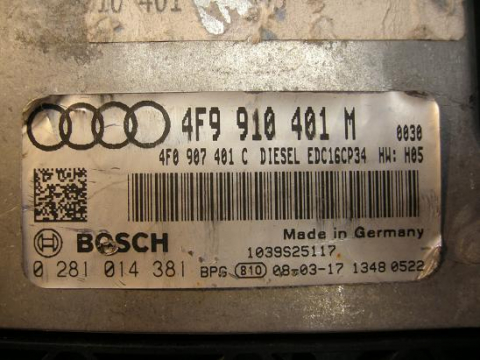 401
4F9 910 401 M 0030
4F0 907 401 C DIESEL EDC16CP34 HW: H05
BOSCH
Made in Germany
1039S25117
0 281 014 381 BPG 810 08-03-17 1348 0522